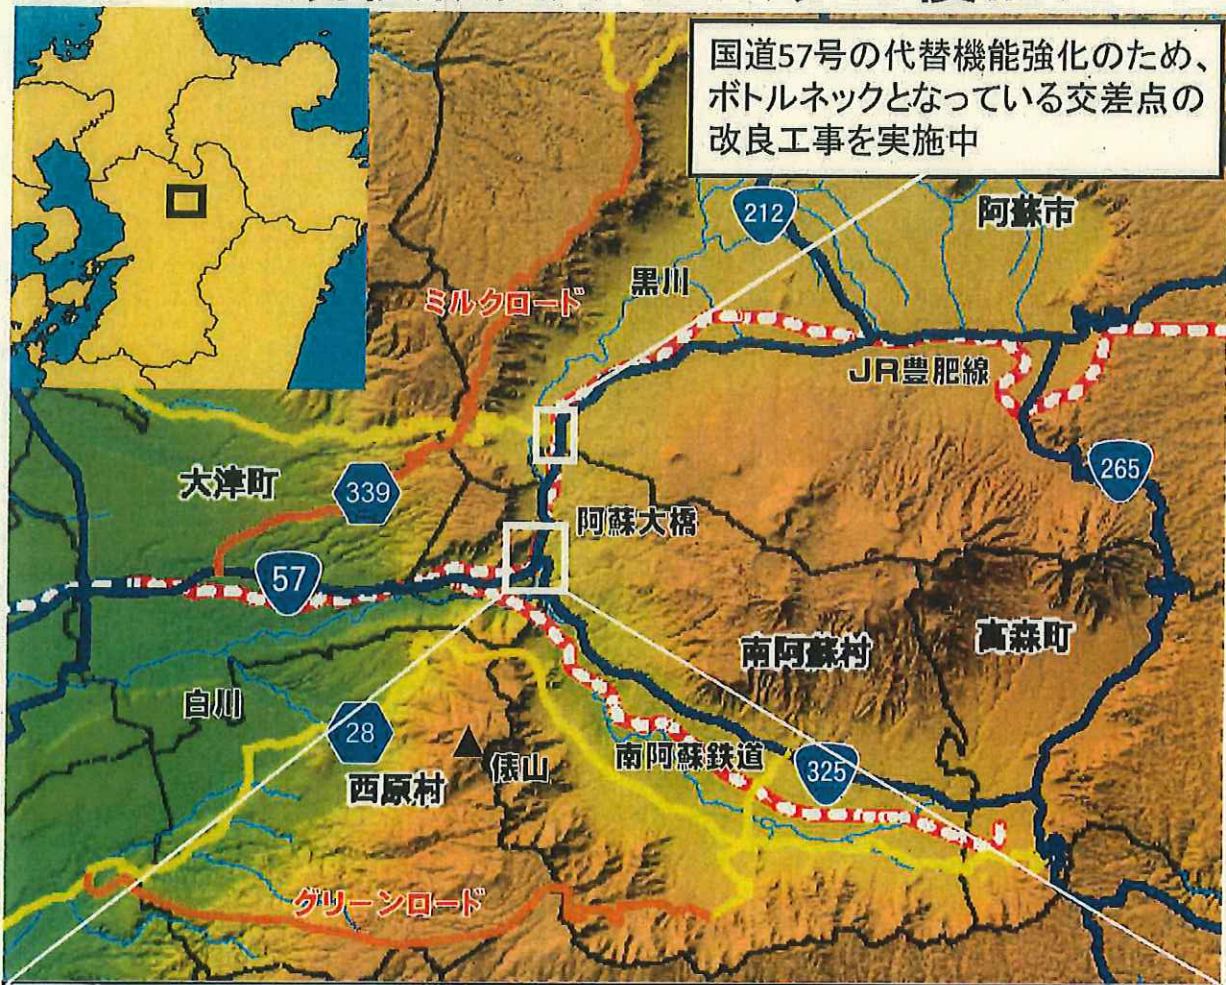 国道57号の代替機能強化のため、
ボトルネックとなっている交差点の
改良工事を実施中
212
阿蘇市
黒川
ミルクロード
JR豊肥線
大津町
339
265
阿蘇大橋
57
南阿蘇村
高森町
白川
28
俵山
南阿蘇鉄道
325
西原村
グリーンロード